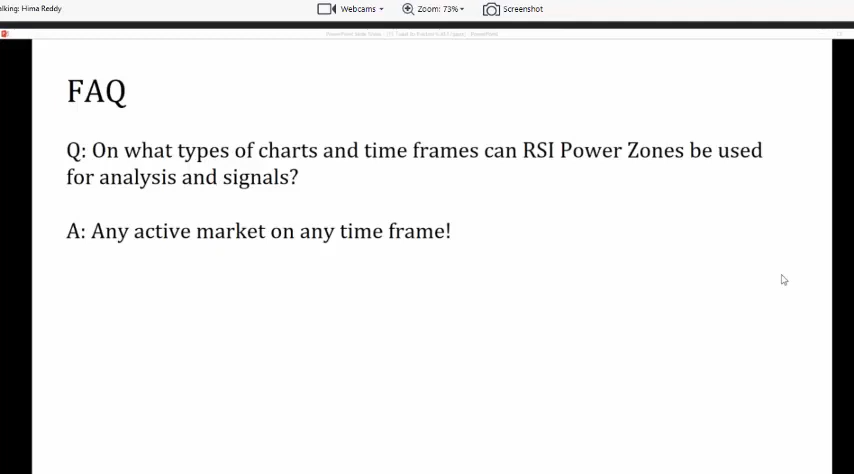 alking: Hima Reddy
Webcams
Zoom: 73%
Screenshot
FAQ
Q: On what types of charts and time frames can RSI Power Zones be used
for analysis and signals?
A: Any active market on any time frame!